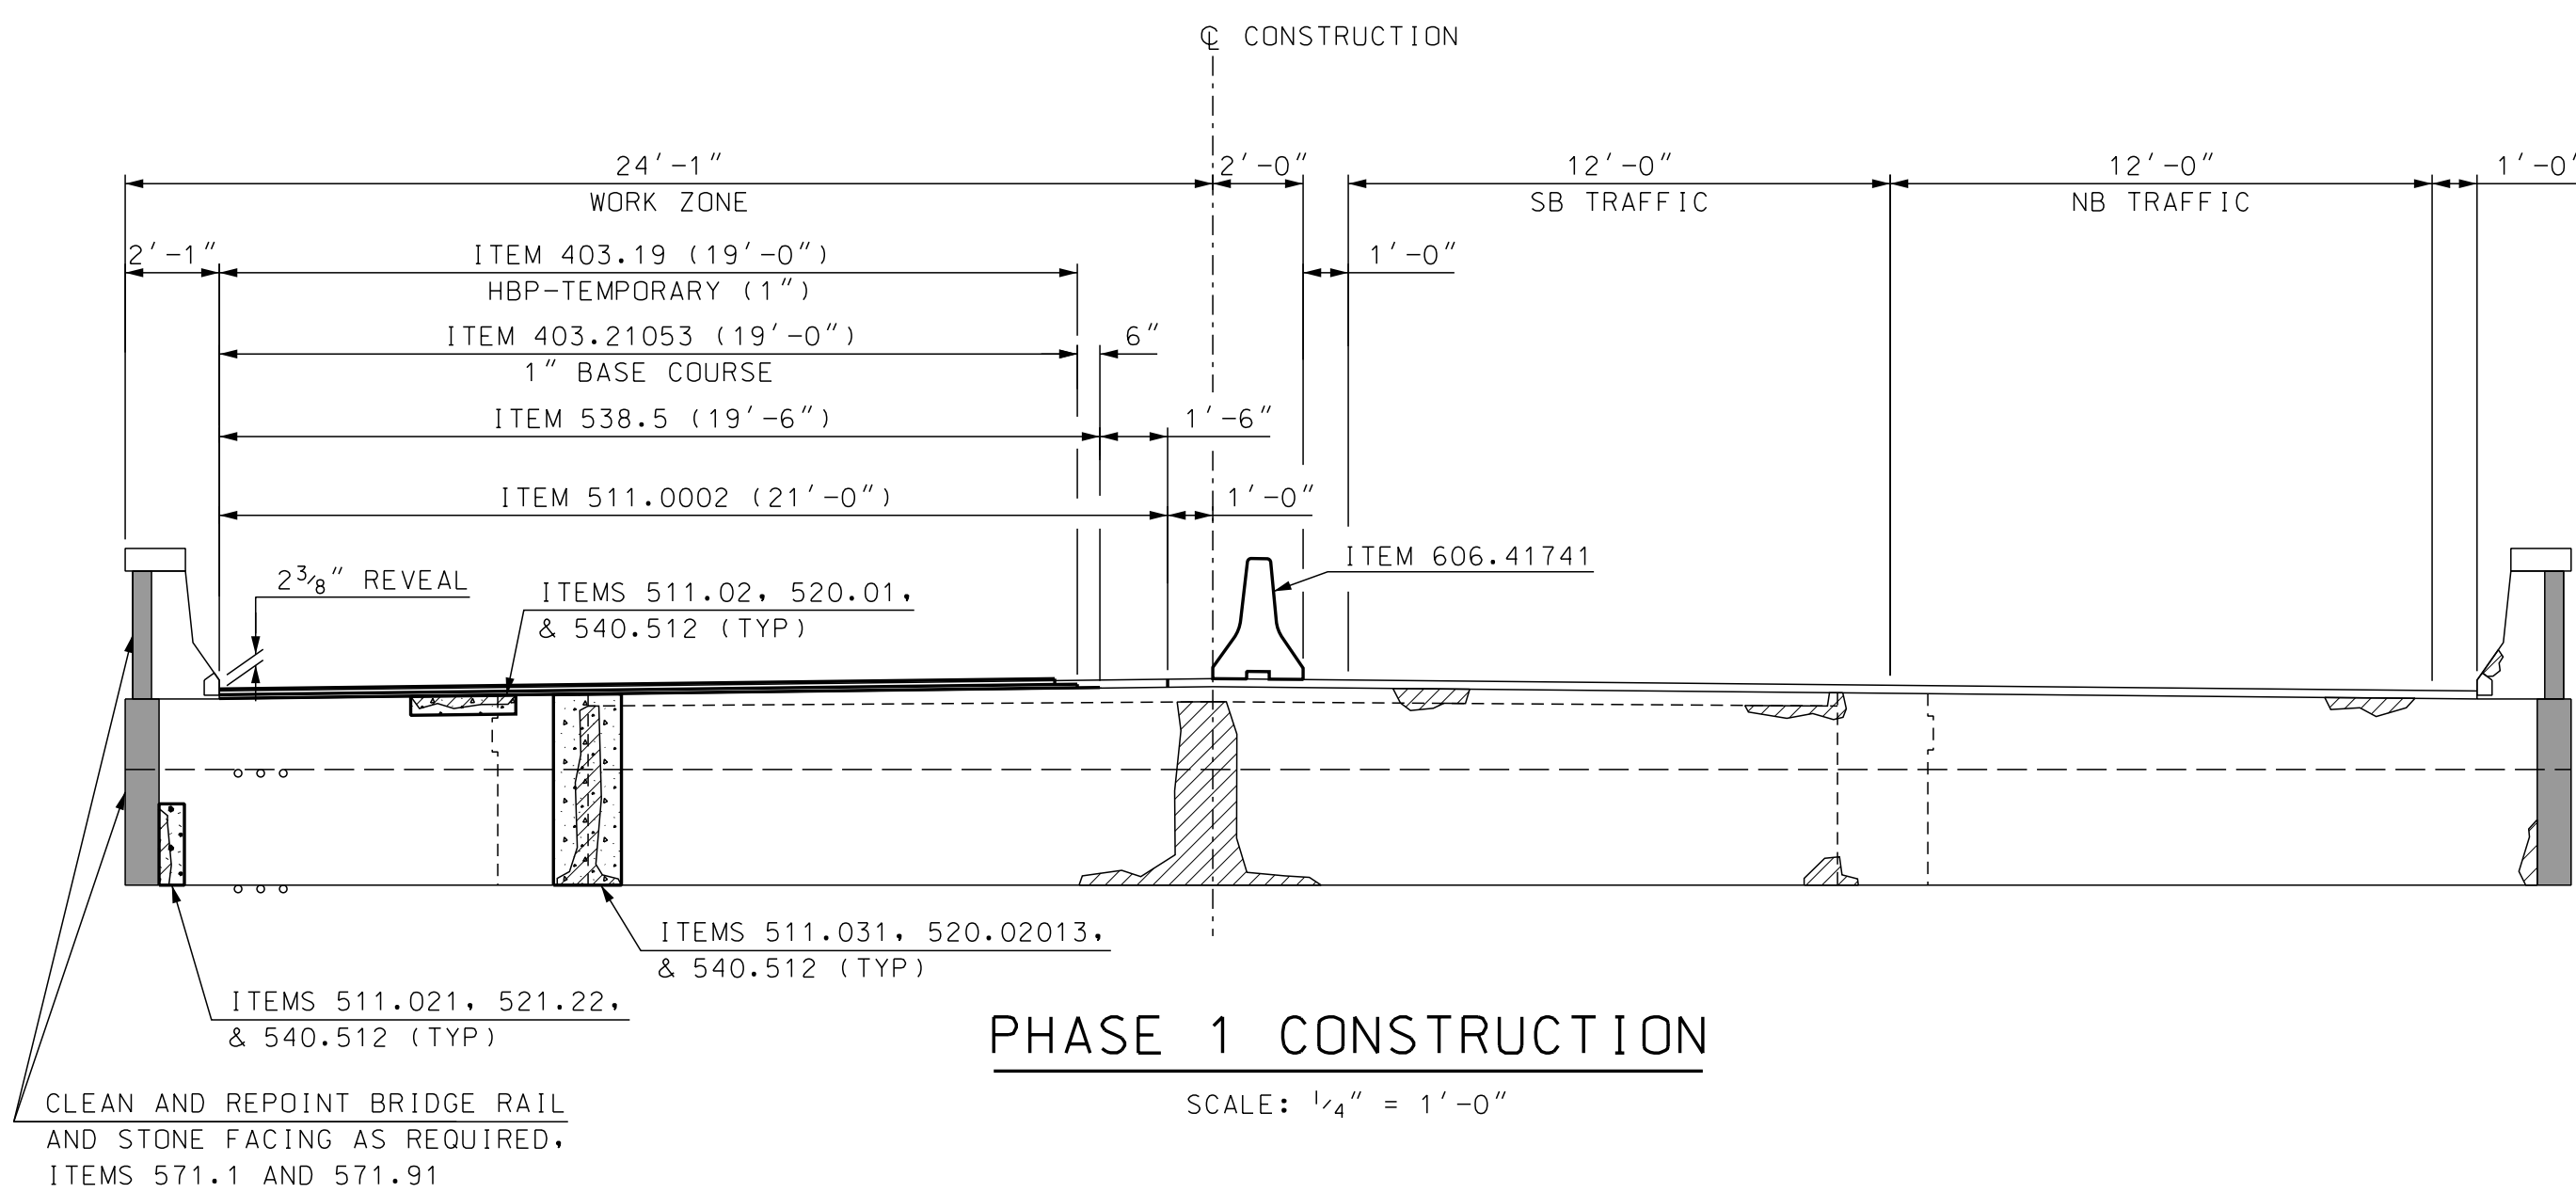 ℄ CONSTRUCTION
24'-1" 2'-0" 12'-0" 12'-0" 1'-0"
WORK ZONE SB TRAFFIC NB TRAFFIC
2'-1" ITEM 403.19 (19'-0") 1'-0"
HBP-TEMPORARY (1")
ITEM 403.21053 (19'-0") 6"
1" BASE COURSE
ITEM 538.5 (19'-6") 1'-6"
ITEM 511.0002 (21'-0") 1'-0"
ITEM 606.41741
2 3/8" REVEAL
ITEMS 511.02, 520.01,
& 540.512 (TYP)
ITEMS 511.031, 520.02013,
& 540.512 (TYP)
ITEMS 511.021, 521.22,
& 540.512 (TYP)
CLEAN AND REPOINT BRIDGE RAIL
AND STONE FACING AS REQUIRED,
ITEMS 571.1 AND 571.91
PHASE 1 CONSTRUCTION
SCALE: 1/4" = 1'-0"